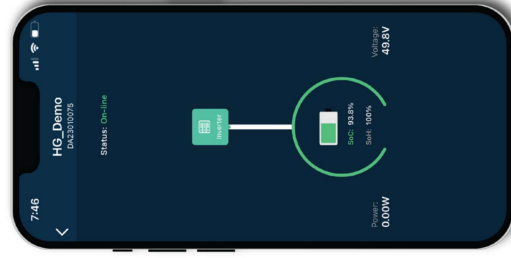 7:46
HG_Demo
DA23010075
Status: On-line
Inverter
SoC: 93.8%
SoH: 100%
Power:
0.00W
Voltage:
49.8V